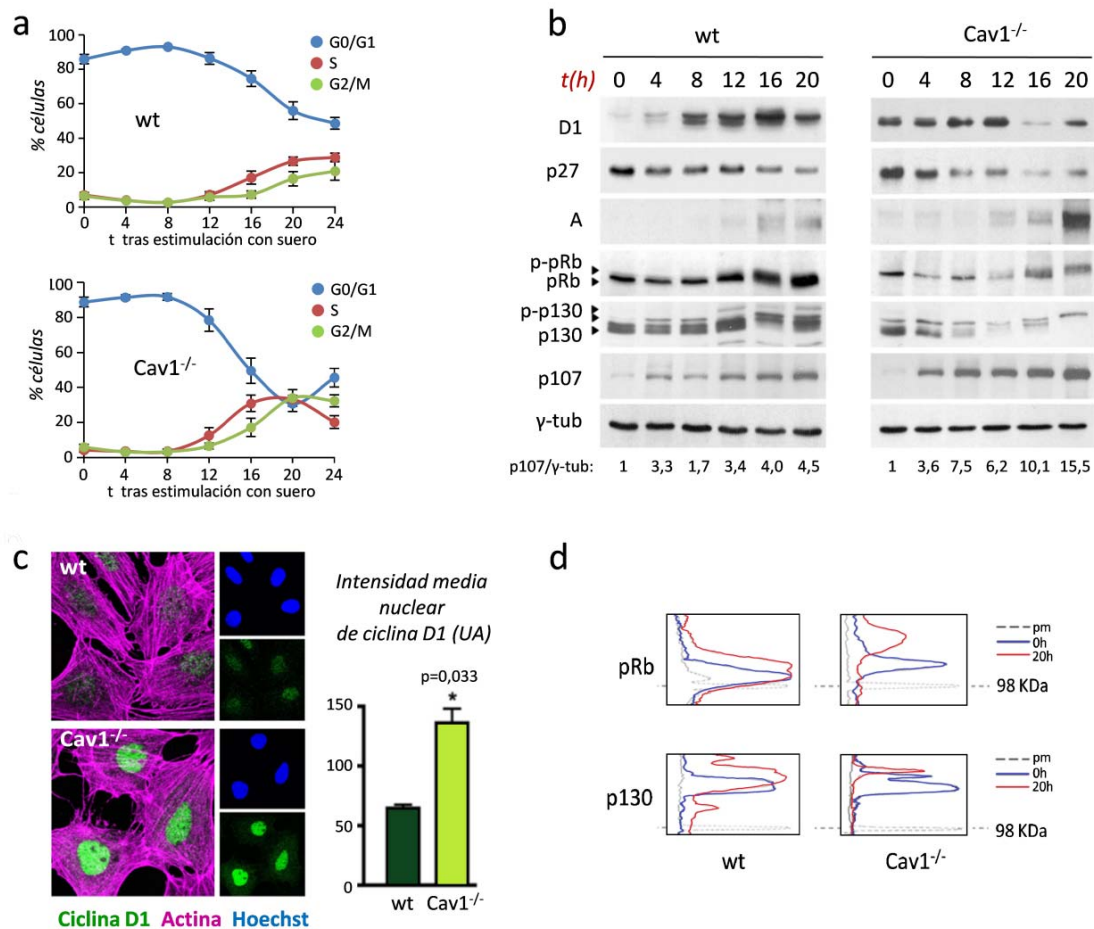 a
100
80
60
40
20
0
% células
wt
G0/G1
S
G2/M
0 4 8 12 16 20 24
t tras estimulación con suero
100
80
60
40
20
0
% células
Cav1-/-
G0/G1
S
G2/M
0 4 8 12 16 20 24
t tras estimulación con suero
b
wt Cav1-/-
t(h) 0 4 8 12 16 20 0 4 8 12 16 20
D1
p27
A
p-pRb
pRb
p-p130
p130
p107
γ-tub
p107/γ-tub: 1 3,3 1,7 3,4 4,0 4,5 1 3,6 7,5 6,2 10,1 15,5
c
wt
Cav1-/-
Ciclina D1 Actina Hoechst
Intensidad media
nuclear
de ciclina D1 (UA)
p=0,033
*
150
100
50
0
wt Cav1-/-
d
pRb
pm
0h
20h
98 KDa
p130
pm
0h
20h
98 KDa
wt Cav1-/-